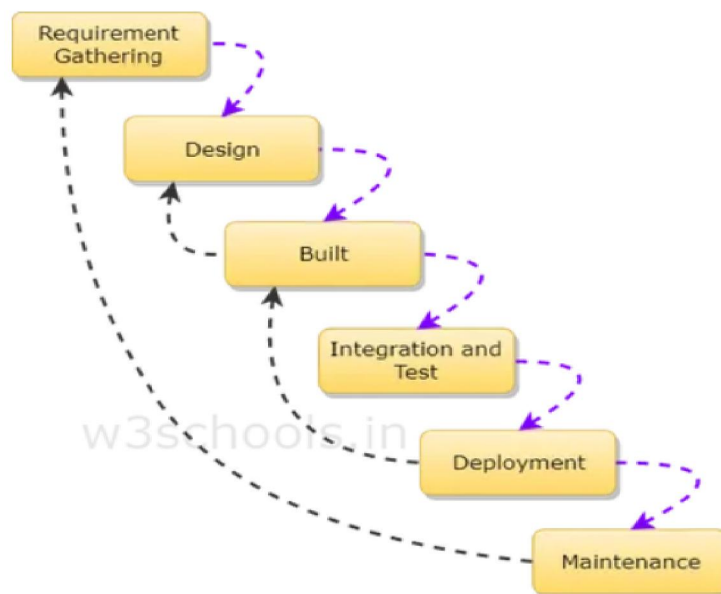 Requirement
Gathering
Design
Built
Integration and
Test
w3schools.in
Deployment
Maintenance